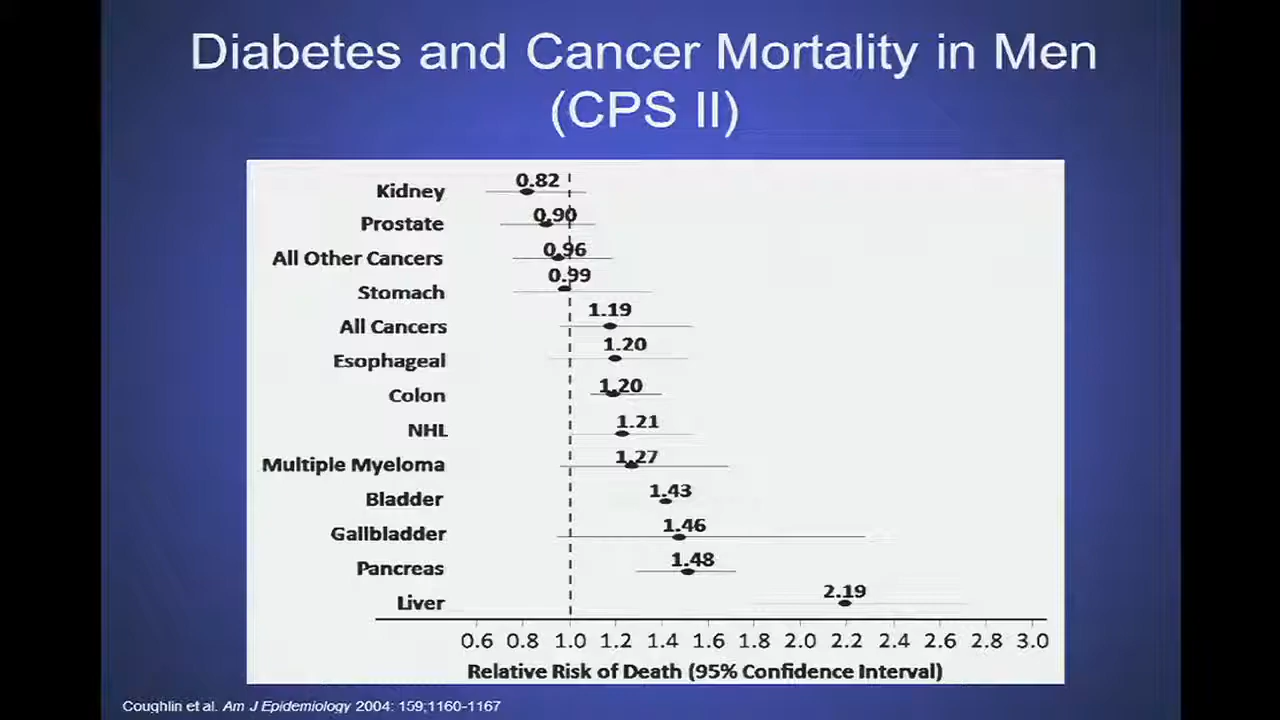 Diabetes and Cancer Mortality in Men
(CPS II)
Kidney 0.82
Prostate 0.90
All Other Cancers 0.96
Stomach 0.99
All Cancers 1.19
Esophageal 1.20
Colon 1.20
NHL 1.21
Multiple Myeloma 1.27
Bladder 1.43
Gallbladder 1.46
Pancreas 1.48
Liver 2.19
0.6 0.8 1.0 1.2 1.4 1.6 1.8 2.0 2.2 2.4 2.6 2.8 3.0
Relative Risk of Death (95% Confidence Interval)
Coughlin et al. Am J Epidemiology 2004: 159;1160-1167